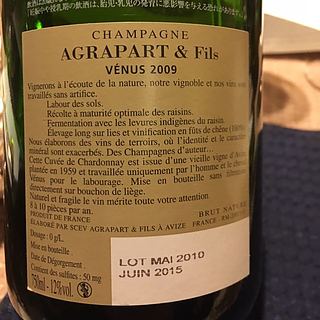 CHAMPAGNE
AGRAPART & Fils
VÉNUS 2009
Vignerons à l'écoute de la nature, notre vignoble et nos vins sont
travaillés sans artifice.
Labour des sols.
Récolte à maturité optimale des raisins.
Fermentation avec les levures indigènes du raisin.
Élevage long sur lies et vinification en fûts de chêne
Nous élaborons des vins de terroirs, où l'identité et le caractère
minéral sont exacerbés. Des Champagnes d'auteur...
Cette Cuvée de Chardonnay est issue d'une vieille vigne d'
plantée en 1959 et travaillée uniquement par l'homme et le cheval
Vénus pour le labourage. Mise en bouteille sans filtration
directement sur bouchon de liège.
Naturel et fragile le vin mérite toute votre attention.
8 à 10 pièces par an.
PRODUIT DE FRANCE BRUT NATURE
ELABORÉ PAR SCEV AGRAPART & FILS À AVIZE - FRANCE
Dosage : 0 g/L.
Mise en bouteille
Date de Dégorgement
Contient des sulfites : 50 mg
750ml - 12%vol.
LOT MAI 2010
JUIN 2015